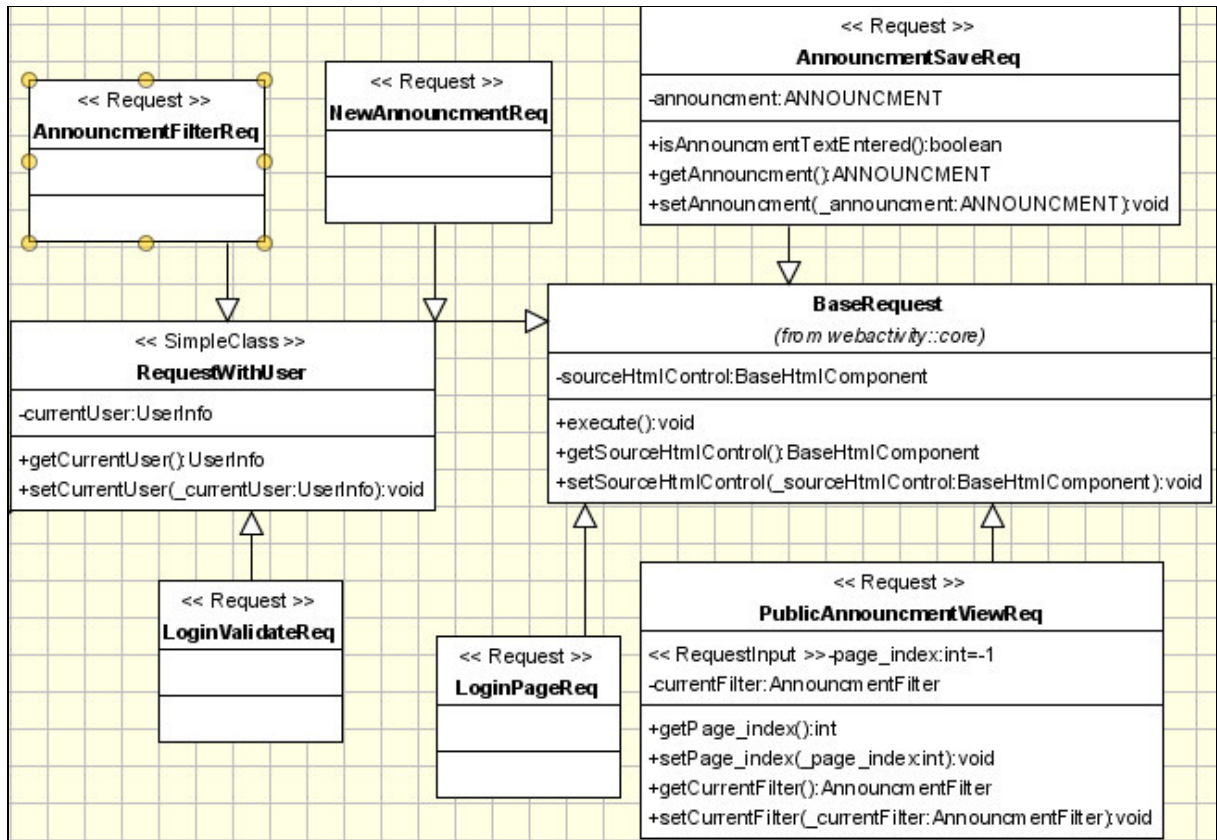 << Request >>
AnnouncmentFilterReq
<< Request >>
NewAnnouncmentReq
<< Request >>
AnnouncmentSaveReq
-announcment:ANNOUNCMENT
+isAnnouncmentTextEntered():boolean
+getAnnouncment():ANNOUNCMENT
+setAnnouncment(_announcment:ANNOUNCMENT):void
<< SimpleClass >>
RequestWithUser
-currentUser:UserInfo
+getCurrentUser():UserInfo
+setCurrentUser(_currentUser:UserInfo):void
BaseRequest
(from webactivity::core)
-sourceHtmlControl:BaseHtmlComponent
+execute():void
+getSourceHtmlControl():BaseHtmlComponent
+setSourceHtmlControl(_sourceHtmlControl:BaseHtmlComponent):void
<< Request >>
LoginValidateReq
<< Request >>
LoginPageReq
<< Request >>
PublicAnnouncmentViewReq
<< RequestInput >>-page_index:int=-1
-currentFilter:AnnouncmentFilter
+getPage_index():int
+setPage_index(_page_index:int):void
+getCurrentFilter():AnnouncmentFilter
+setCurrentFilter(_currentFilter:AnnouncmentFilter):void